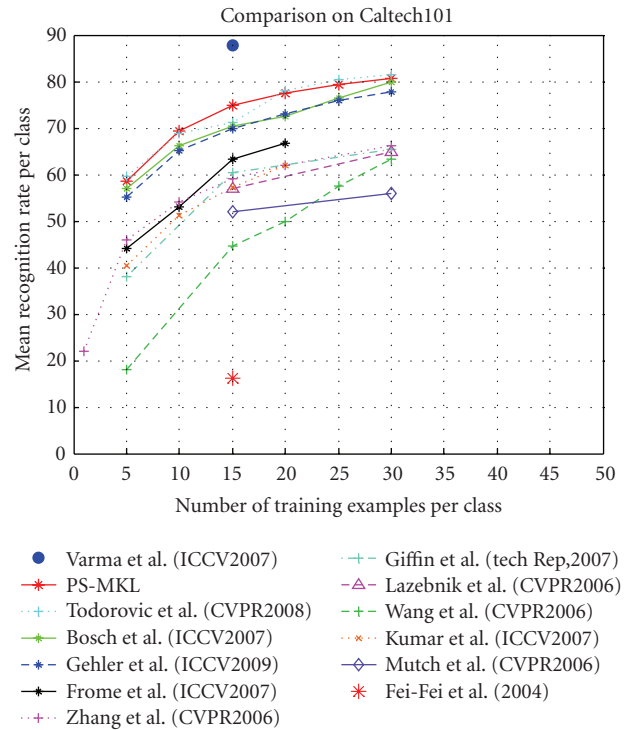 Comparison on Caltech101
90
80
70
60
50
40
30
20
10
0
Mean recognition rate per class
0 5 10 15 20 25 30 35 40 45 50
Number of training examples per class
Varma et al. (ICCV2007)
PS-MKL
Todorovic et al. (CVPR2008)
Bosch et al. (ICCV2007)
Gehler et al. (ICCV2009)
Frome et al. (ICCV2007)
Zhang et al. (CVPR2006)
Giffin et al. (tech Rep,2007)
Lazebnik et al. (CVPR2006)
Wang et al. (CVPR2006)
Kumar et al. (ICCV2007)
Mutch et al. (CVPR2006)
Fei-Fei et al. (2004)